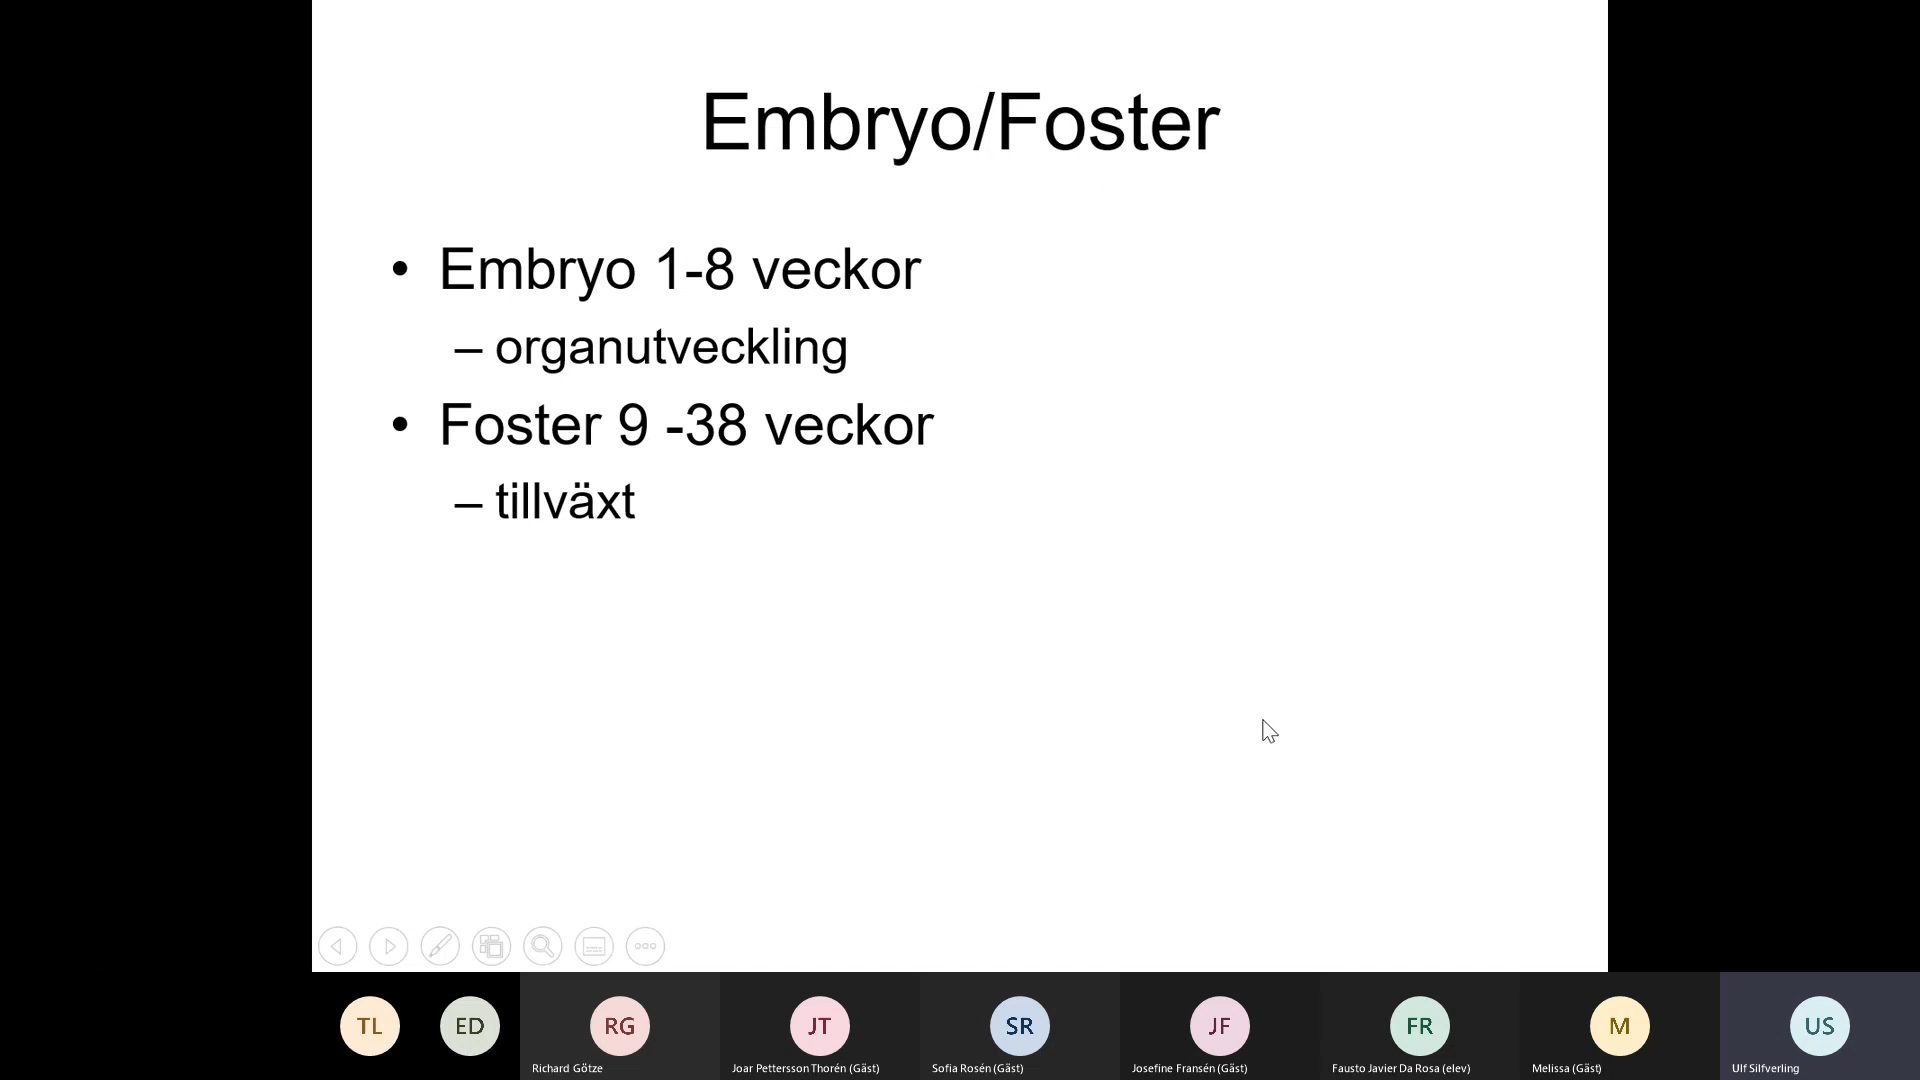 Embryo/Foster
• Embryo 1-8 veckor
– organutveckling
• Foster 9 -38 veckor
– tillväxt
TL
ED
RG
JT
SR
JF
FR
M
US
Richard Götze
Joar Pettersson Thorén (Gäst)
Sofia Rosén (Gäst)
Josefine Fransén (Gäst)
Fausto Javier Da Rosa (elev)
Melissa (Gäst)
Ulf Silfverling